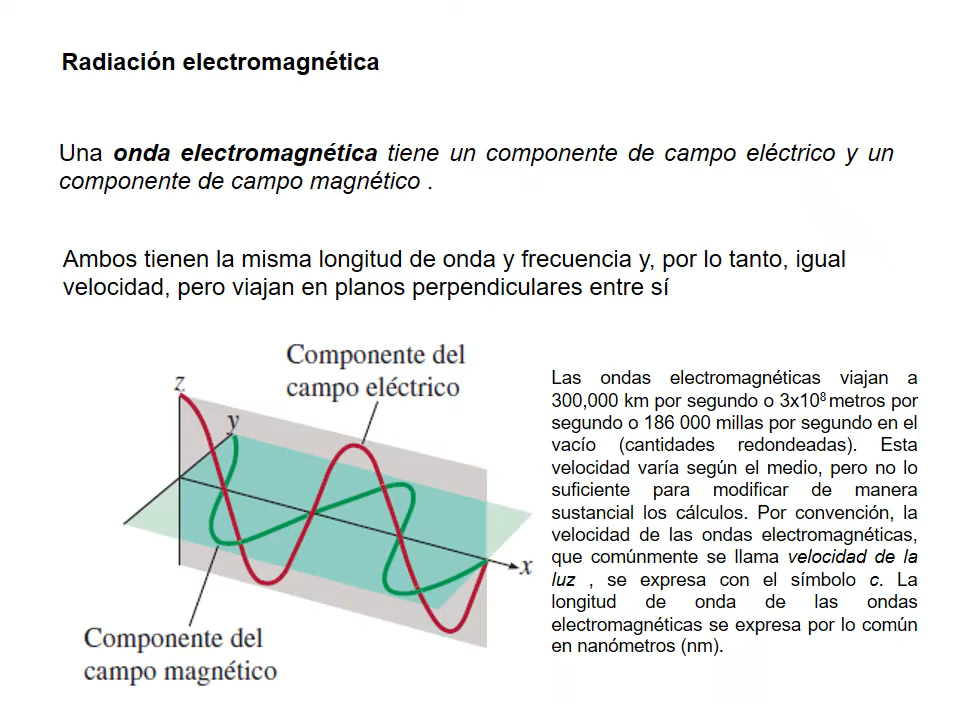 Radiación electromagnética
Una onda electromagnética tiene un componente de campo eléctrico y un
componente de campo magnético .
Ambos tienen la misma longitud de onda y frecuencia y, por lo tanto, igual
velocidad, pero viajan en planos perpendiculares entre sí
Componente del
campo eléctrico
z
y
x
Componente del
campo magnético
Las ondas electromagnéticas viajan a
300,000 km por segundo o 3x10⁸ metros por
segundo o 186 000 millas por segundo en el
vacío (cantidades redondeadas). Esta
velocidad varía según el medio, pero no lo
suficiente para modificar de manera
sustancial los cálculos. Por convención, la
velocidad de las ondas electromagnéticas,
que comúnmente se llama velocidad de la
luz , se expresa con el símbolo c. La
longitud de onda de las ondas
electromagnéticas se expresa por lo común
en nanómetros (nm).